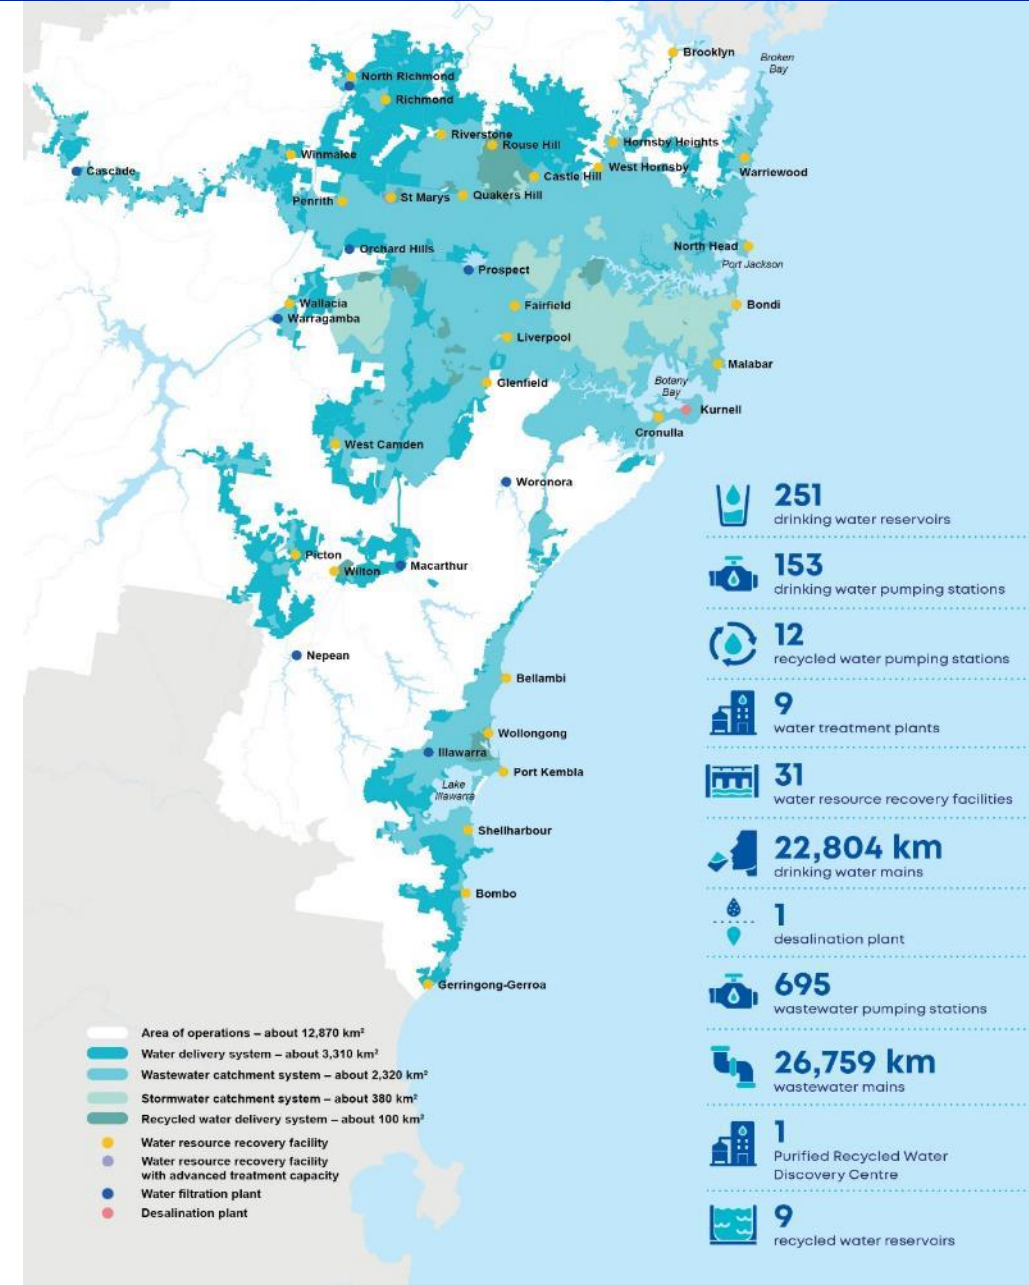 Brooklyn
Broken
Bay
North Richmond
Richmond
Riverstone
Rouse Hill
Hornsby Heights
Winmalee
West Hornsby
Cascade
Castle Hill
Warriewood
Penrith
St Marys
Quakers Hill
North Head
Orchard Hills
Port Jackson
Prospect
Wallacia
Fairfield
Bondi
Warragamba
Liverpool
Malabar
Glenfield
Botany
Bay
Kurnell
Cronulla
West Camden
Woronora
Picton
Wilton
Macarthur
Nepean
Bellambi
Wollongong
Illawarra
Port Kembla
Lake
Illawarra
Shellharbour
Bombo
Gerringong-Gerroa
251
drinking water reservoirs
153
drinking water pumping stations
12
recycled water pumping stations
9
water treatment plants
31
water resource recovery facilities
22,804 km
drinking water mains
1
desalination plant
695
wastewater pumping stations
26,759 km
wastewater mains
1
Purified Recycled Water
Discovery Centre
9
recycled water reservoirs
Area of operations – about 12,870 km²
Water delivery system – about 3,310 km²
Wastewater catchment system – about 2,320 km²
Stormwater catchment system – about 380 km²
Recycled water delivery system – about 100 km²
Water resource recovery facility
Water resource recovery facility
with advanced treatment capacity
Water filtration plant
Desalination plant